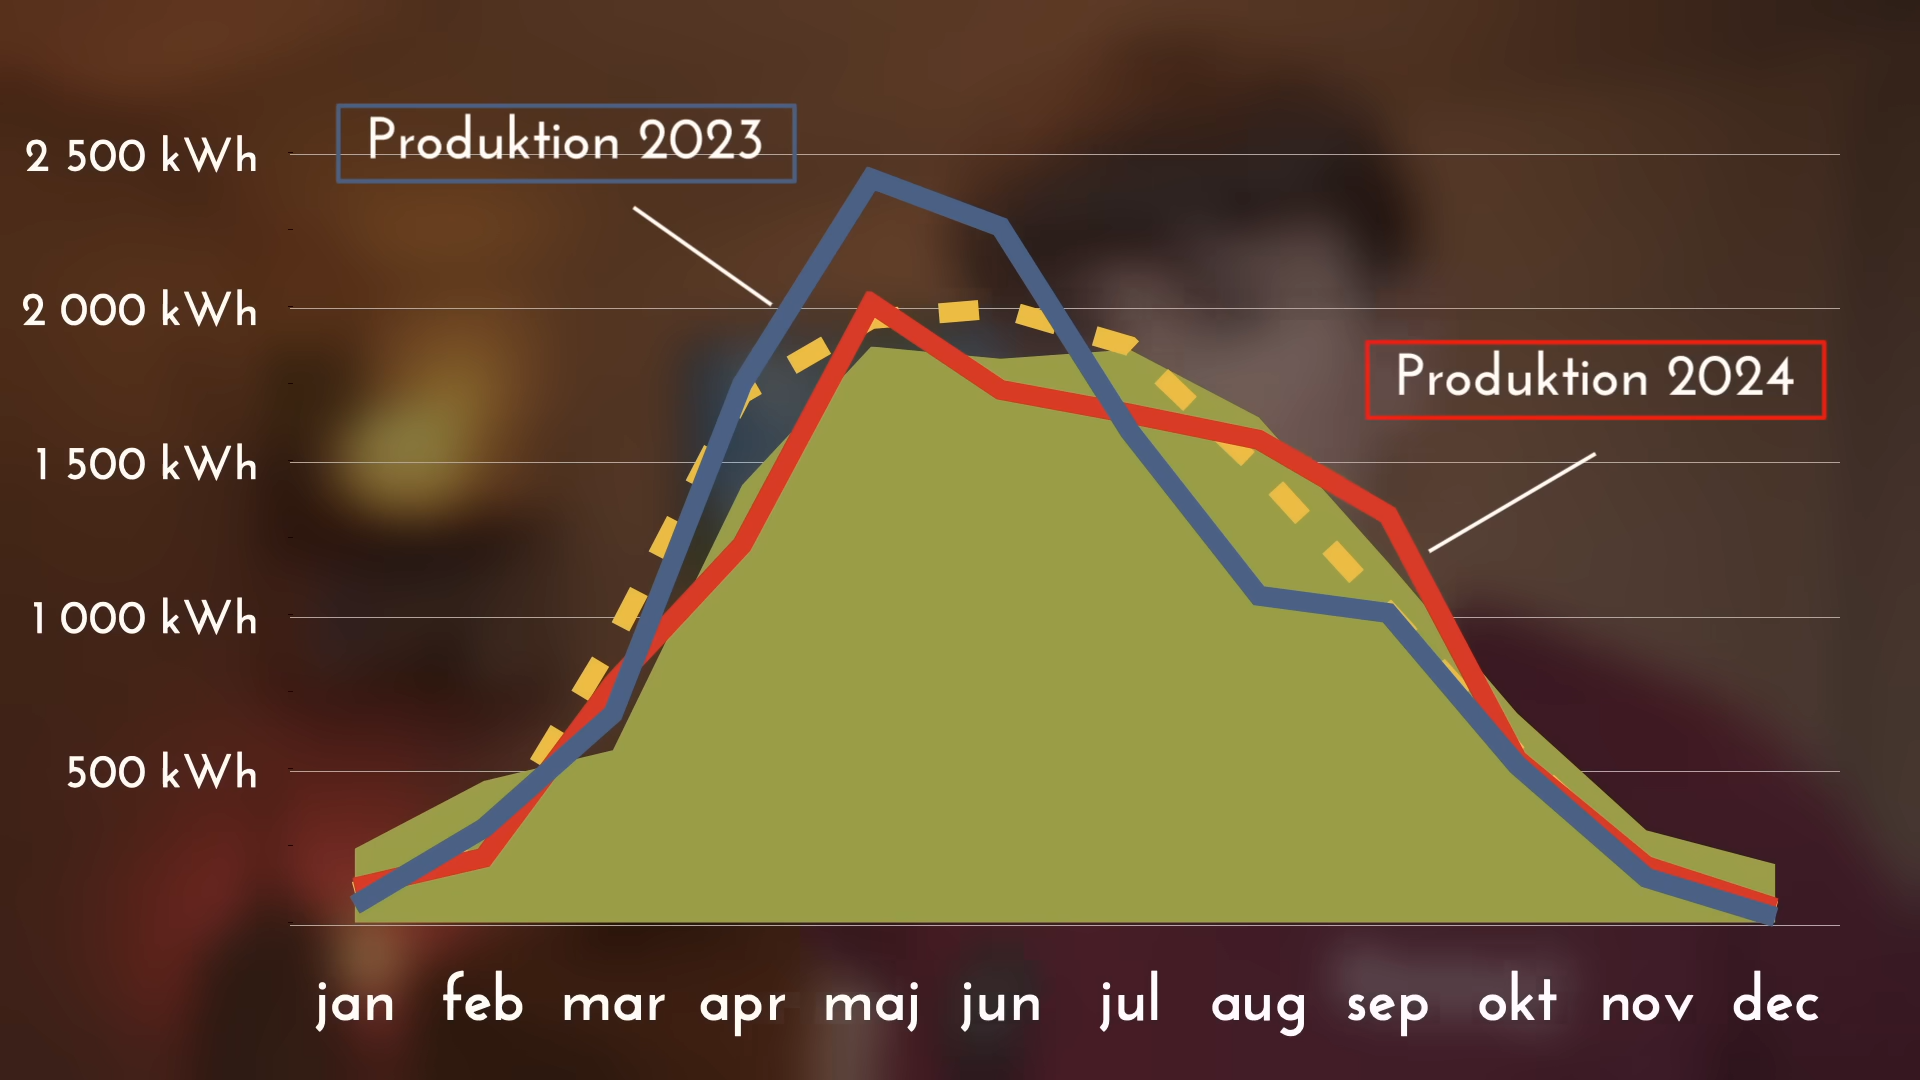 Produktion 2023
2 500 kWh
2 000 kWh
Produktion 2024
1 500 kWh
1 000 kWh
500 kWh
jan feb mar apr maj jun jul aug sep okt nov dec